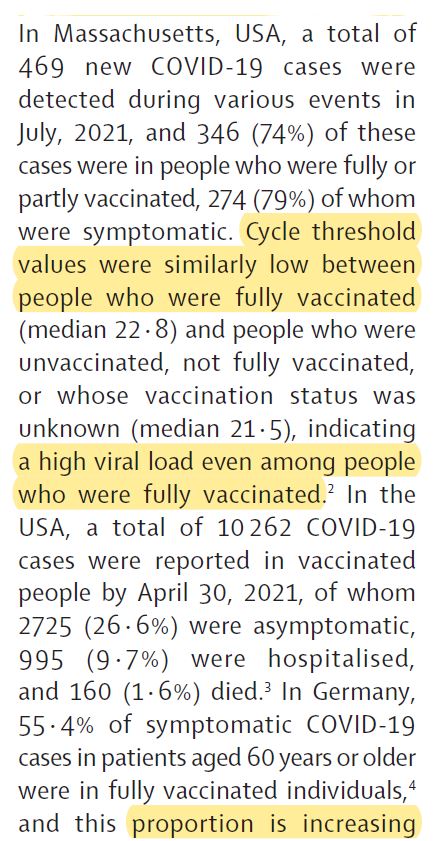 In Massachusetts, USA, a total of
469 new COVID-19 cases were
detected during various events in
July, 2021, and 346 (74%) of these
cases were in people who were fully or
partly vaccinated, 274 (79%) of whom
were symptomatic. Cycle threshold
values were similarly low between
people who were fully vaccinated
(median 22·8) and people who were
unvaccinated, not fully vaccinated,
or whose vaccination status was
unknown (median 21·5), indicating
a high viral load even among people
who were fully vaccinated.² In the
USA, a total of 10 262 COVID-19
cases were reported in vaccinated
people by April 30, 2021, of whom
2725 (26·6%) were asymptomatic,
995 (9·7%) were hospitalised,
and 160 (1·6%) died.³ In Germany,
55·4% of symptomatic COVID-19
cases in patients aged 60 years or older
were in fully vaccinated individuals,⁴
and this proportion is increasing